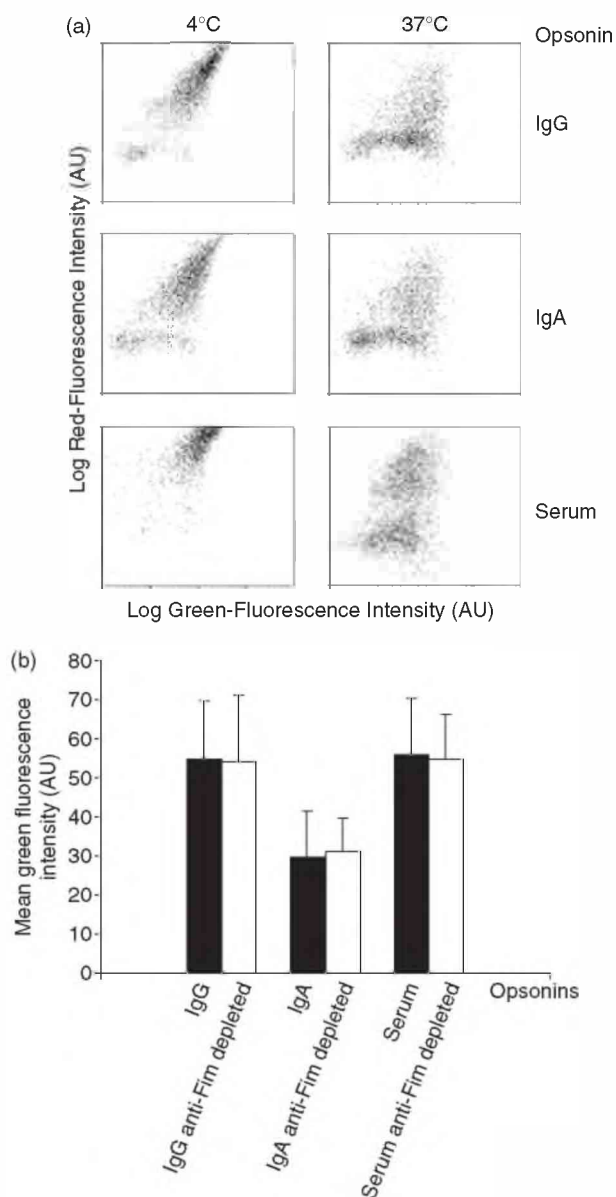 (a)
4°C
37°C
Opsonin
IgG
IgA
Serum
Log Red-Fluorescence Intensity (AU)
Log Green-Fluorescence Intensity (AU)
(b)
Mean green fluorescence
intensity (AU)
80
70
60
50
40
30
20
10
0
IgG
IgG anti-Fim depleted
IgA
IgA anti-Fim depleted
Serum
Serum anti-Fim depleted
Opsonins